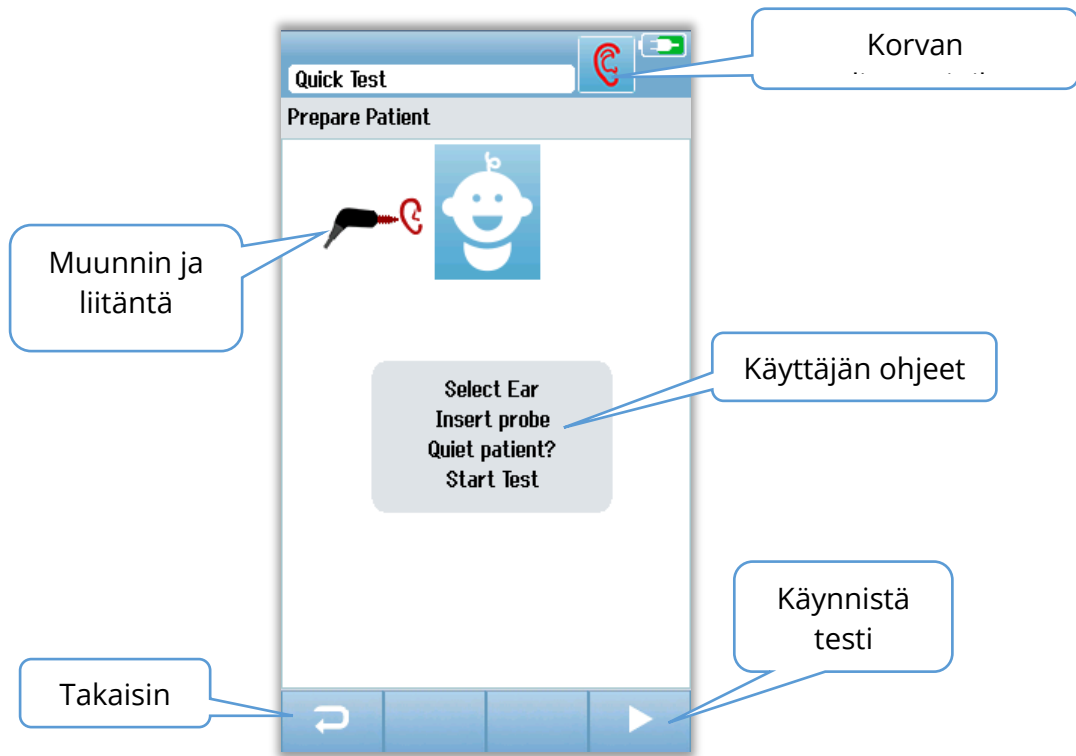 Korvan
Quick Test
Prepare Patient
Muunnin ja
liitäntä
Käyttäjän ohjeet
Select Ear
Insert probe
Quiet patient?
Start Test
Käynnistä
testi
Takaisin